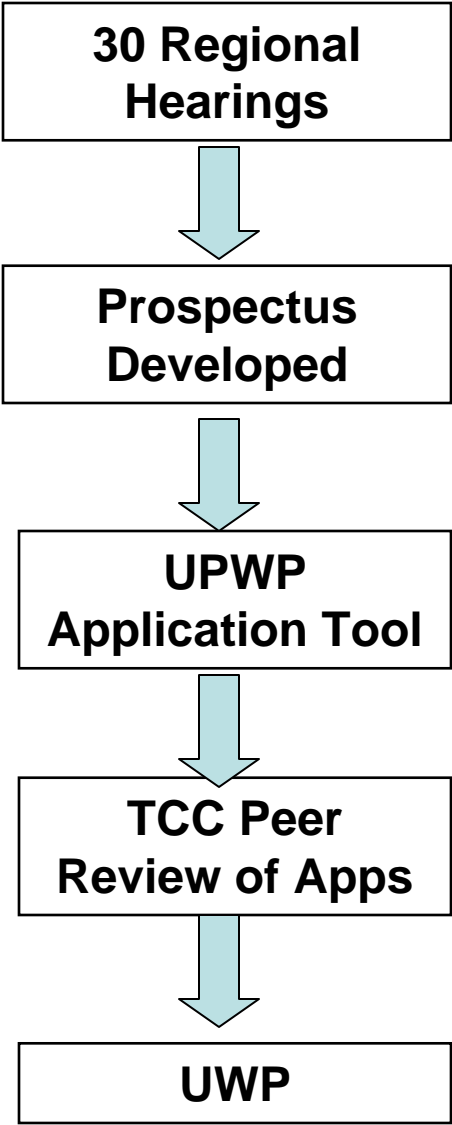 30 Regional
Hearings
Prospectus
Developed
UPWP
Application Tool
TCC Peer
Review of Apps
UWP